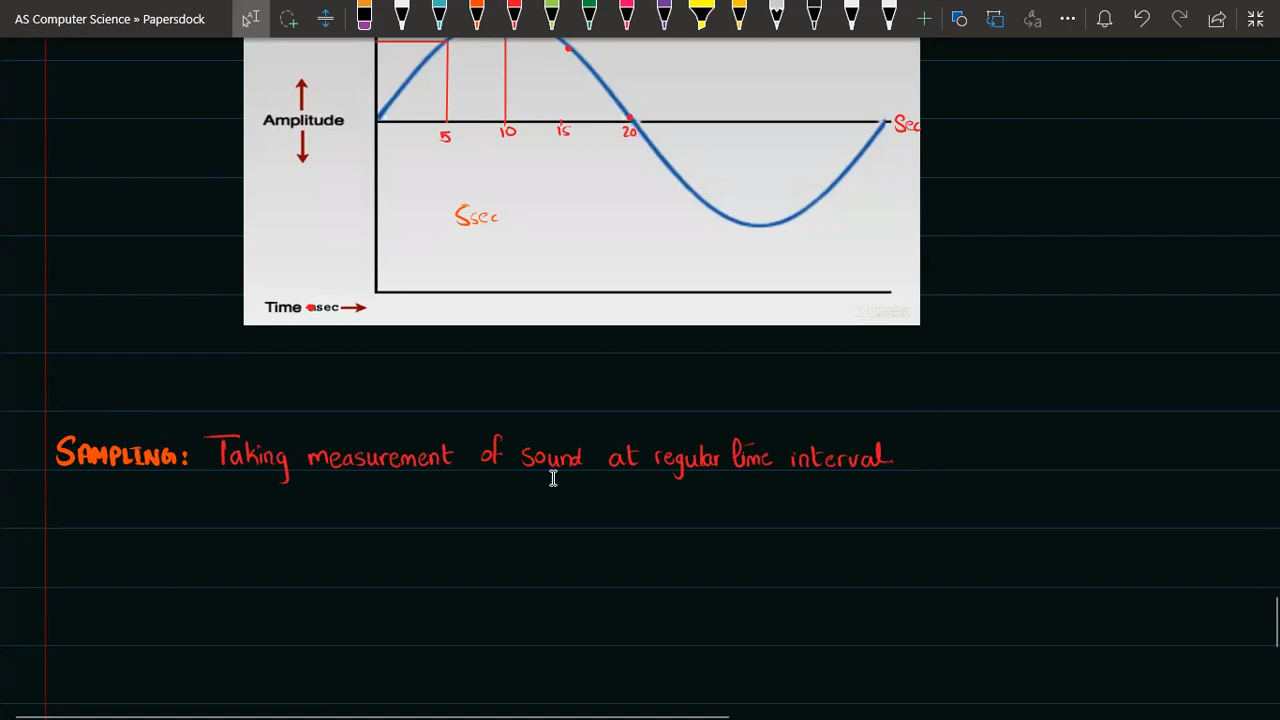 AS Computer Science » Papersdock
Amplitude
5 10 15 20
Sec
5sec
Time sec
SAMPLING: Taking measurement of sound at regular time interval.